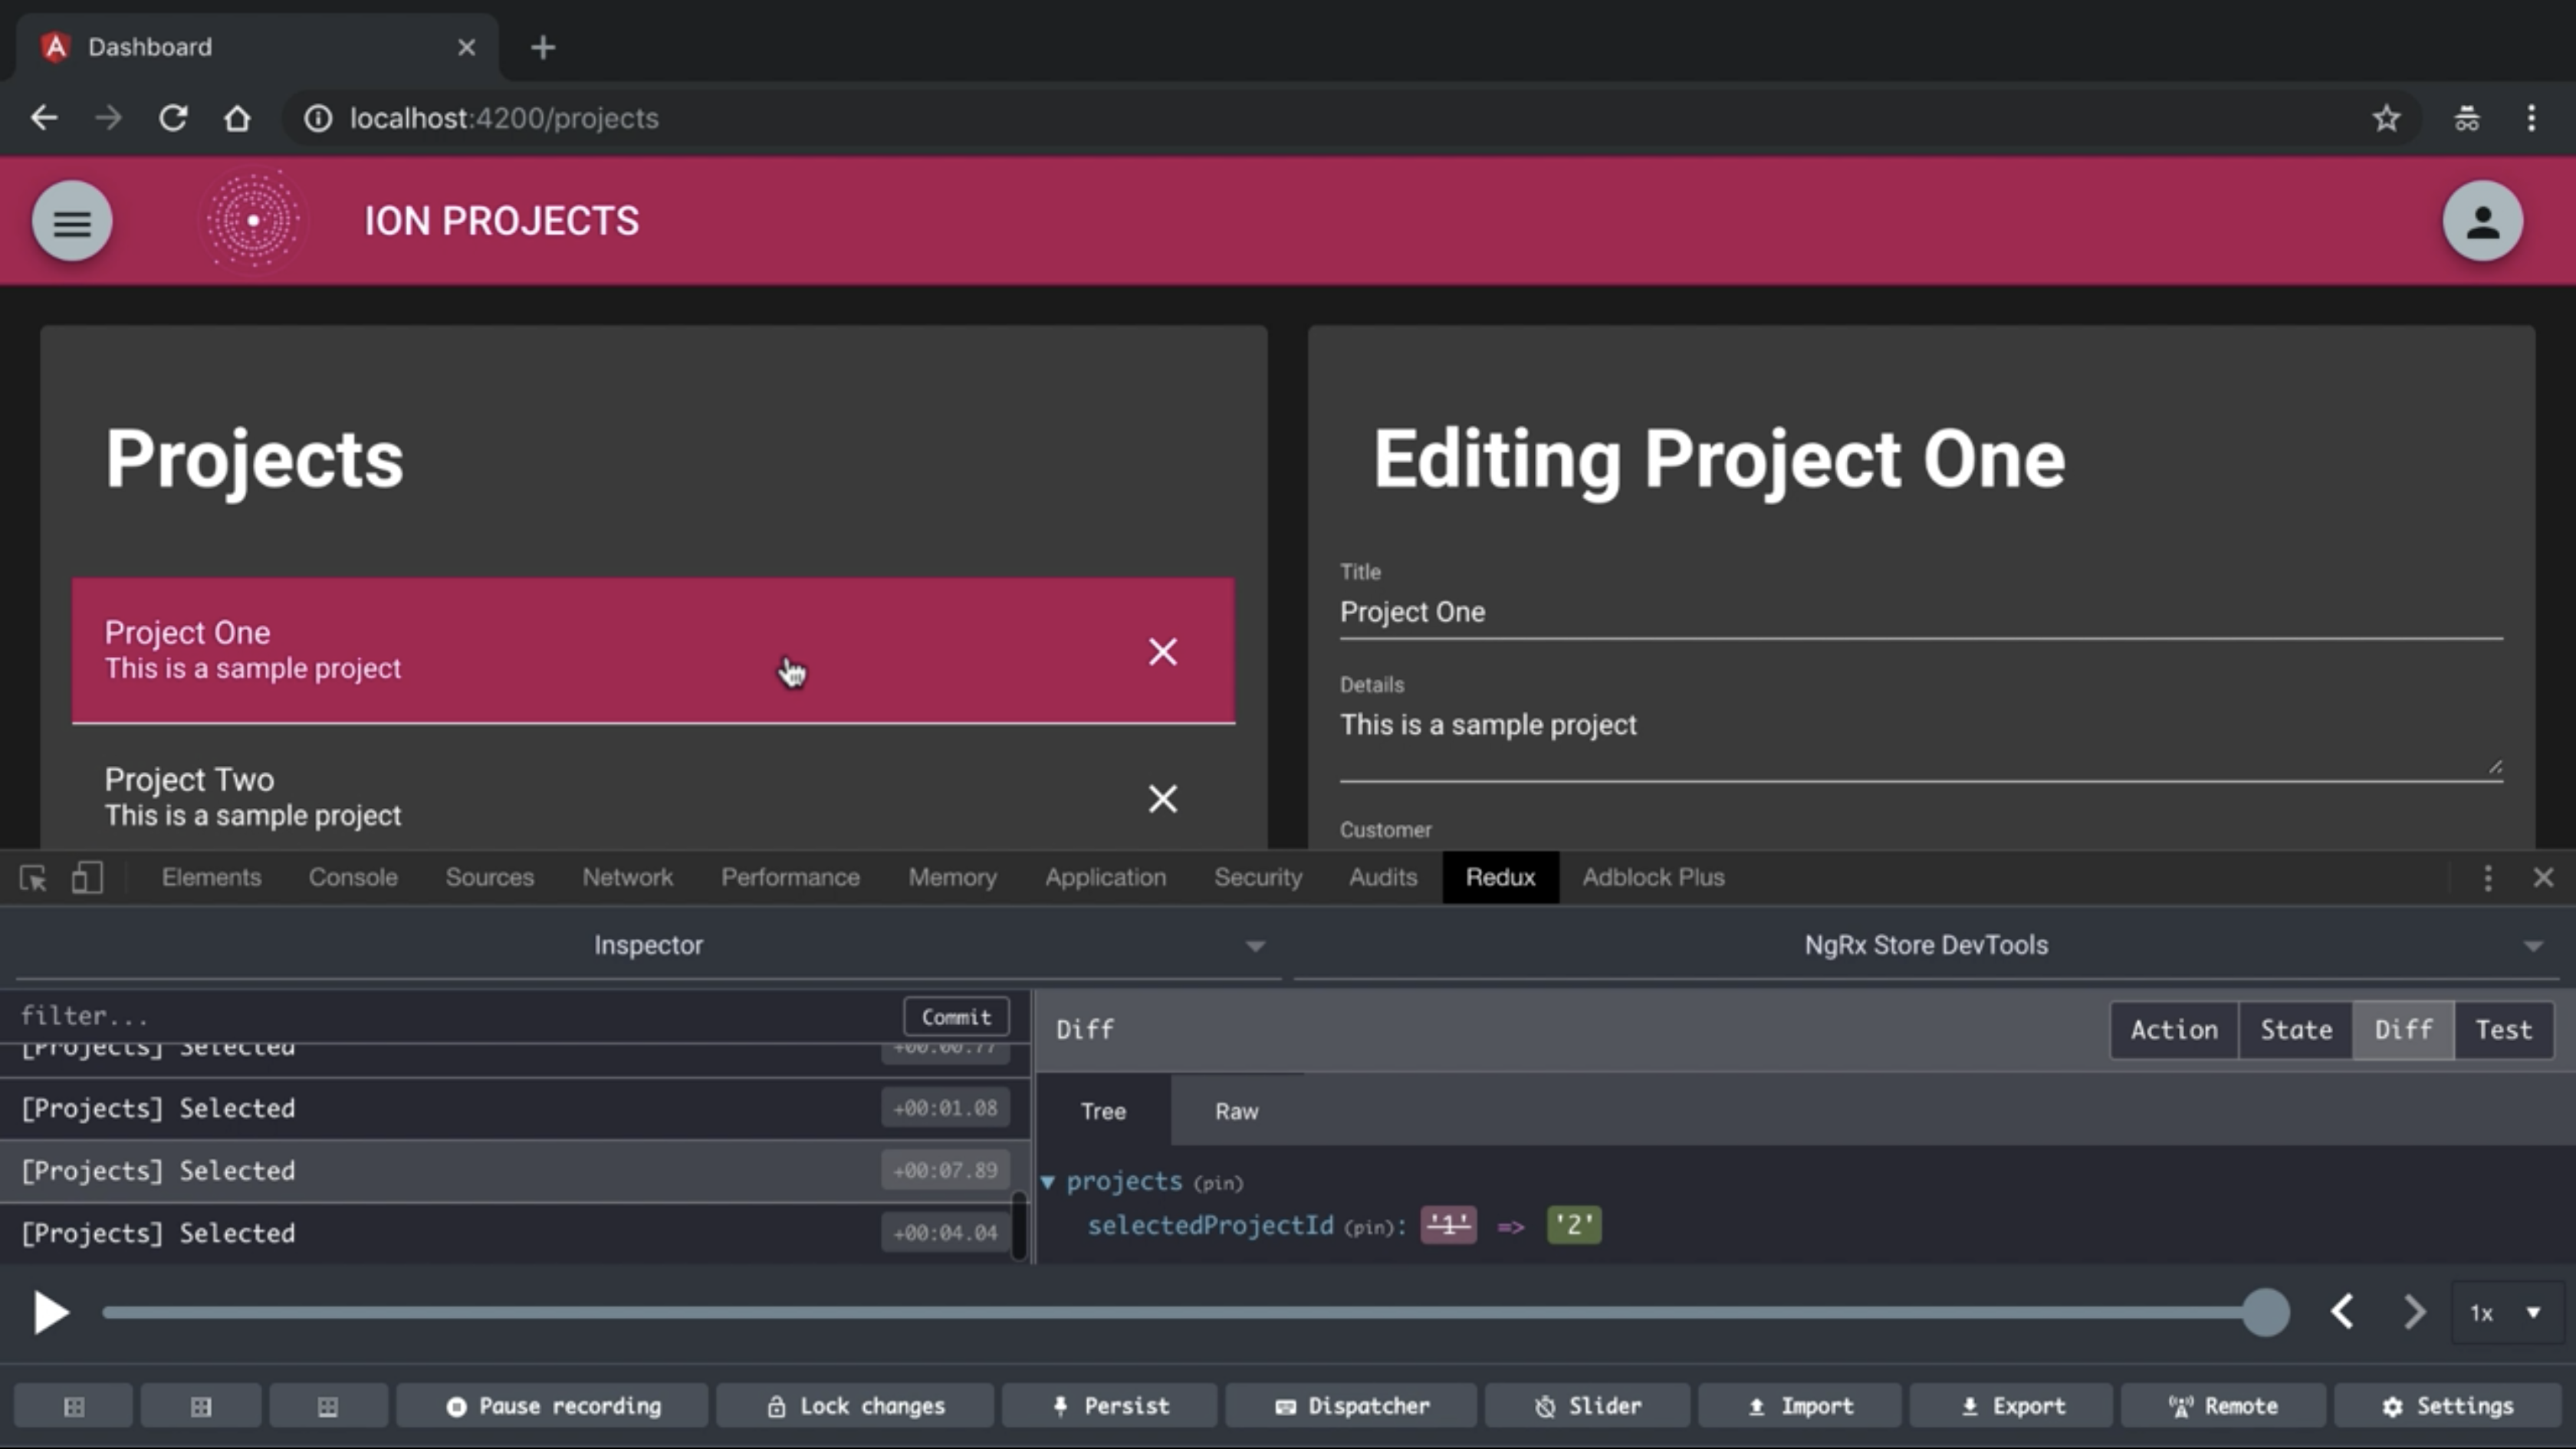 Dashboard
localhost:4200/projects
ION PROJECTS
Projects
Project One
This is a sample project
Project Two
This is a sample project
Editing Project One
Title
Project One
Details
This is a sample project
Customer
Elements Console Sources Network Performance Memory Application Security Audits Redux Adblock Plus
Inspector
NgRx Store DevTools
filter...
Commit
[Projects] Selected +00:00.77
[Projects] Selected +00:01.08
[Projects] Selected +00:07.89
[Projects] Selected +00:04.04
Diff
Action State Diff Test
Tree Raw
projects (pin)
selectedProjectId (pin): '1' => '2'
1x
Pause recording Lock changes Persist Dispatcher Slider Import Export Remote Settings